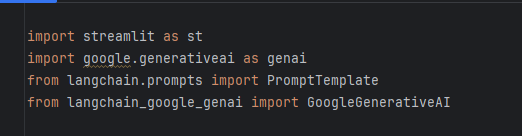 import streamlit as st
import google.generativeai as genai
from langchain.prompts import PromptTemplate
from langchain_google_genai import GoogleGenerativeAI